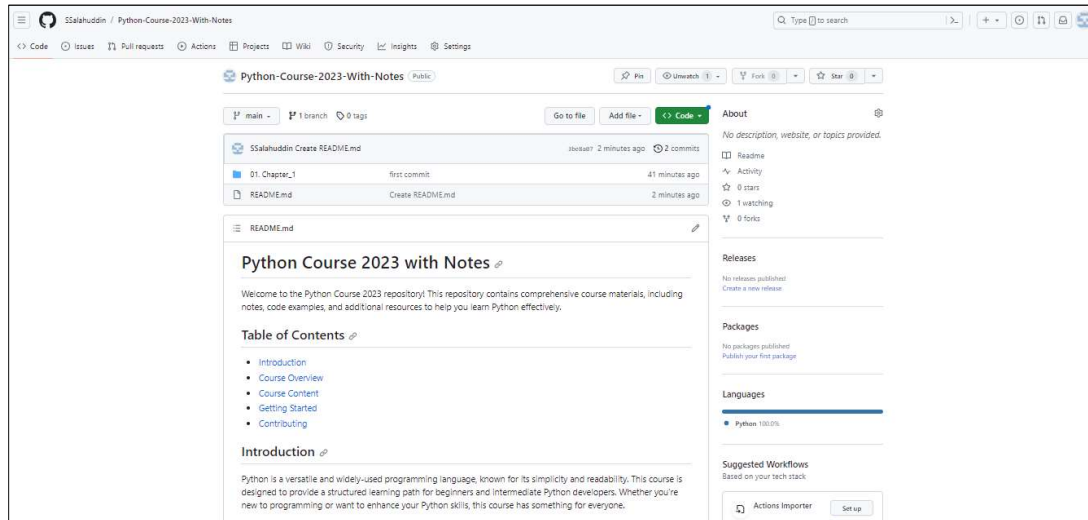 SSalahuddin / Python-Course-2023-With-Notes
Type / to search
Code Issues Pull requests Actions Projects Wiki Security Insights Settings
Python-Course-2023-With-Notes Public
Pin Unwatch 1 Fork 0 Star 0
main 1 branch 0 tags
Go to file Add file Code
SSalahuddin Create README.md 2 minutes ago 2 commits
01. Chapter_1 first commit 41 minutes ago
README.md Create README.md 2 minutes ago
README.md
Python Course 2023 with Notes
Welcome to the Python Course 2023 repository! This repository contains comprehensive course materials, including
notes, code examples, and additional resources to help you learn Python effectively.
Table of Contents
Introduction
Course Overview
Course Content
Getting Started
Contributing
Introduction
Python is a versatile and widely-used programming language, known for its simplicity and readability. This course is
designed to provide a structured learning path for beginners and intermediate Python developers. Whether you're
new to programming or want to enhance your Python skills, this course has something for everyone.
About
No description, website, or topics provided.
Readme
Activity
0 stars
1 watching
0 forks
Releases
No releases published
Create a new release
Packages
No packages published
Publish your first package
Languages
Python 100.0%
Suggested Workflows
Based on your tech stack
Actions Importer Set up